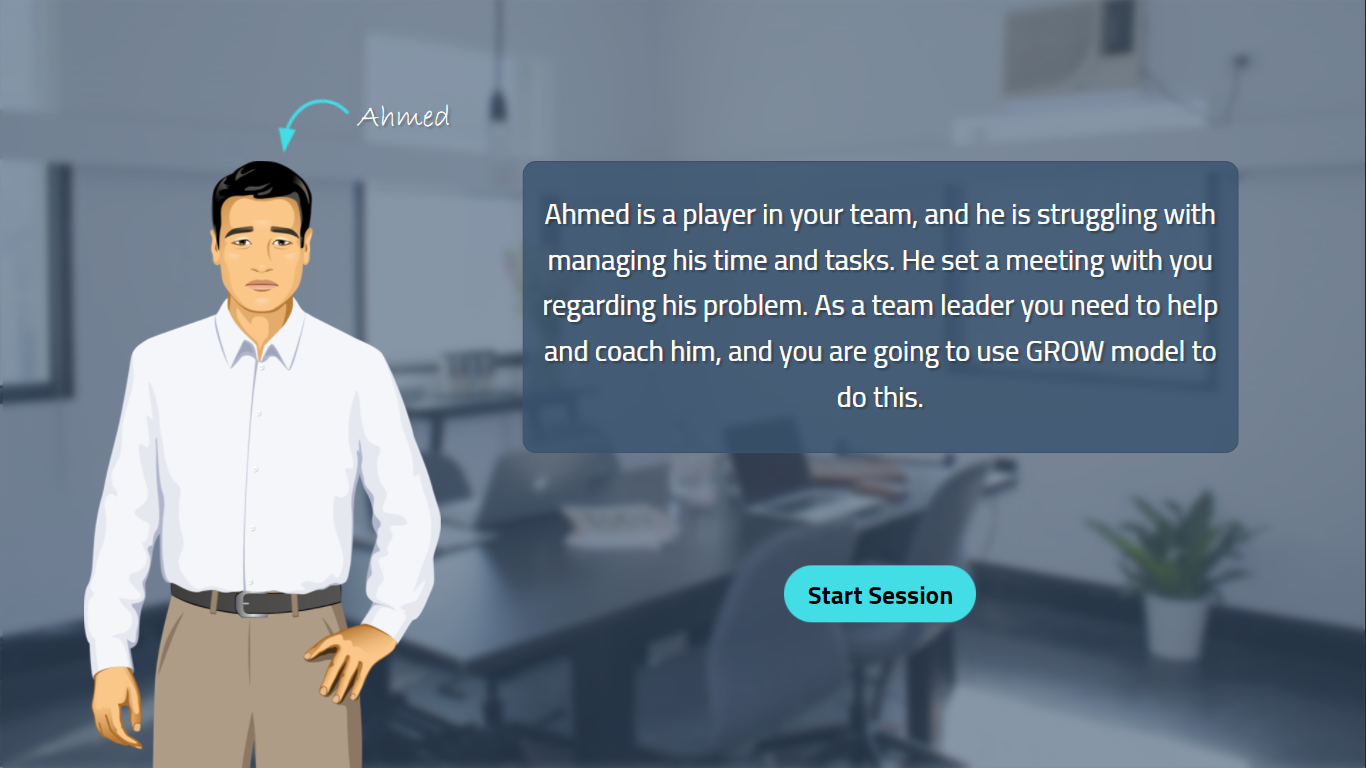 Ahmed
Ahmed is a player in your team, and he is struggling with
managing his time and tasks. He set a meeting with you
regarding his problem. As a team leader you need to help
and coach him, and you are going to use GROW model to
do this.
Start Session